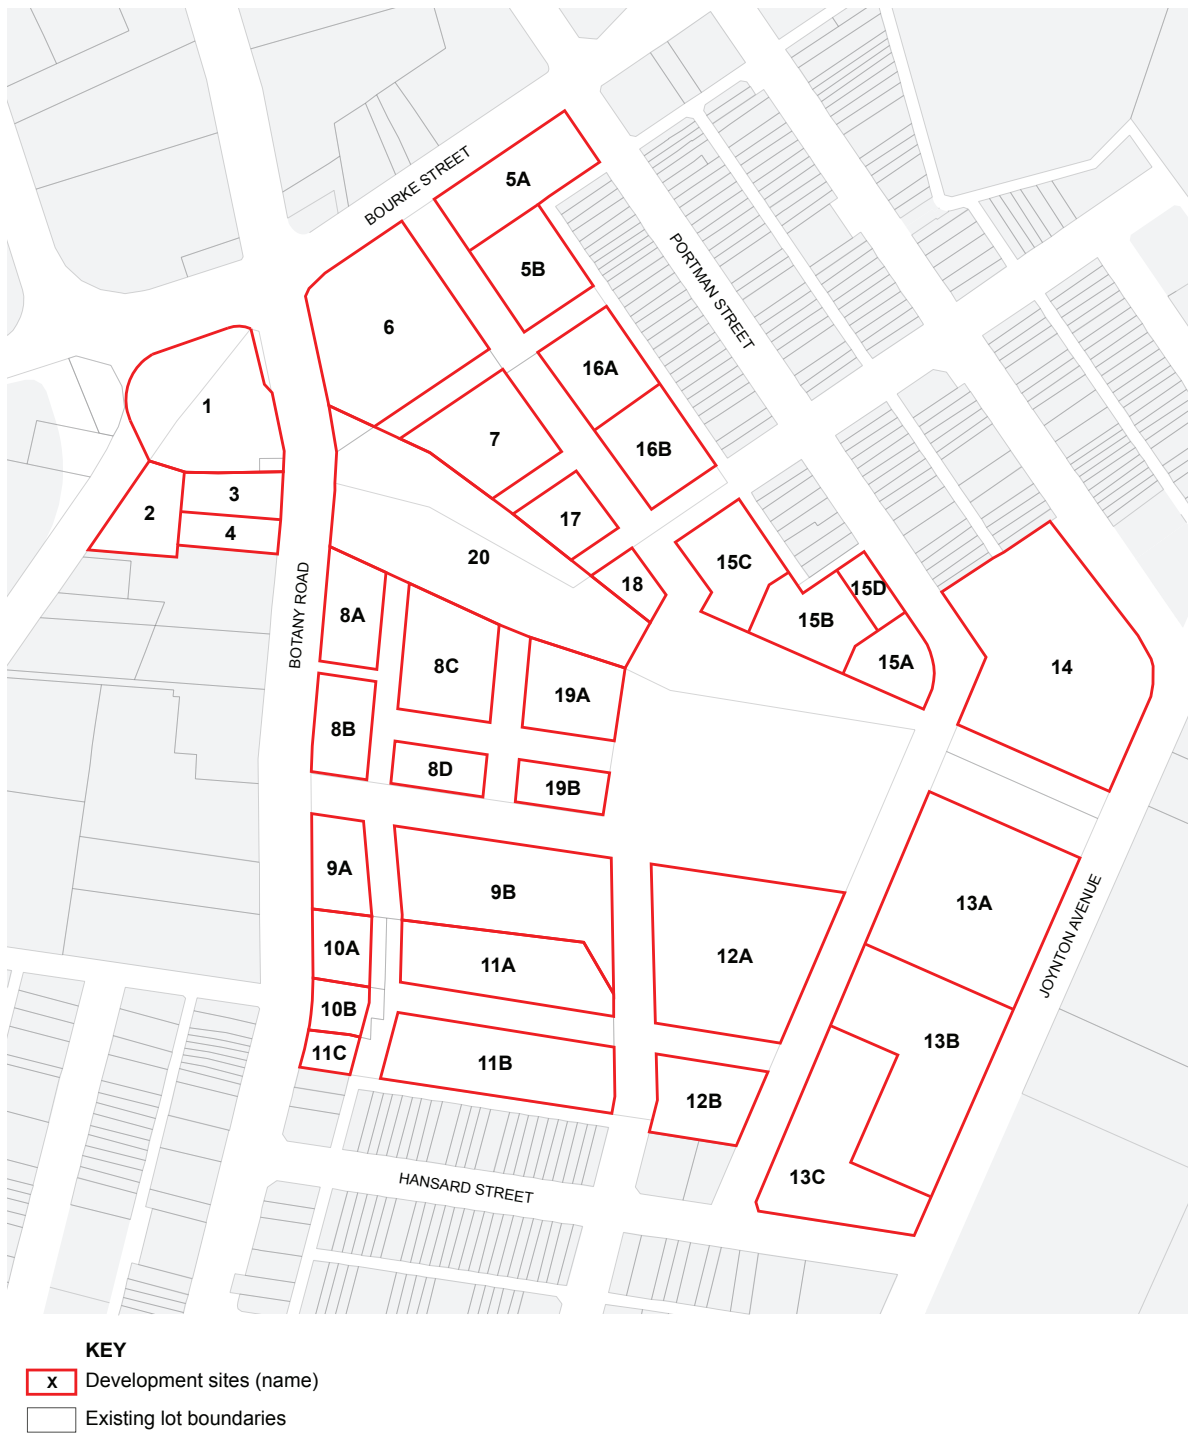 BOURKE STREET
5A
PORTMAN STREET
5B
6
16A
1
7
16B
3
2
17
4
20
15C
18
15D
BOTANY ROAD
8A
15B
8C
15A
14
19A
8B
8D
19B
9A
9B
13A
JOYNTON AVENUE
10A
11A
12A
10B
13B
11C
11B
12B
13C
HANSARD STREET
KEY
X Development sites (name)
Existing lot boundaries